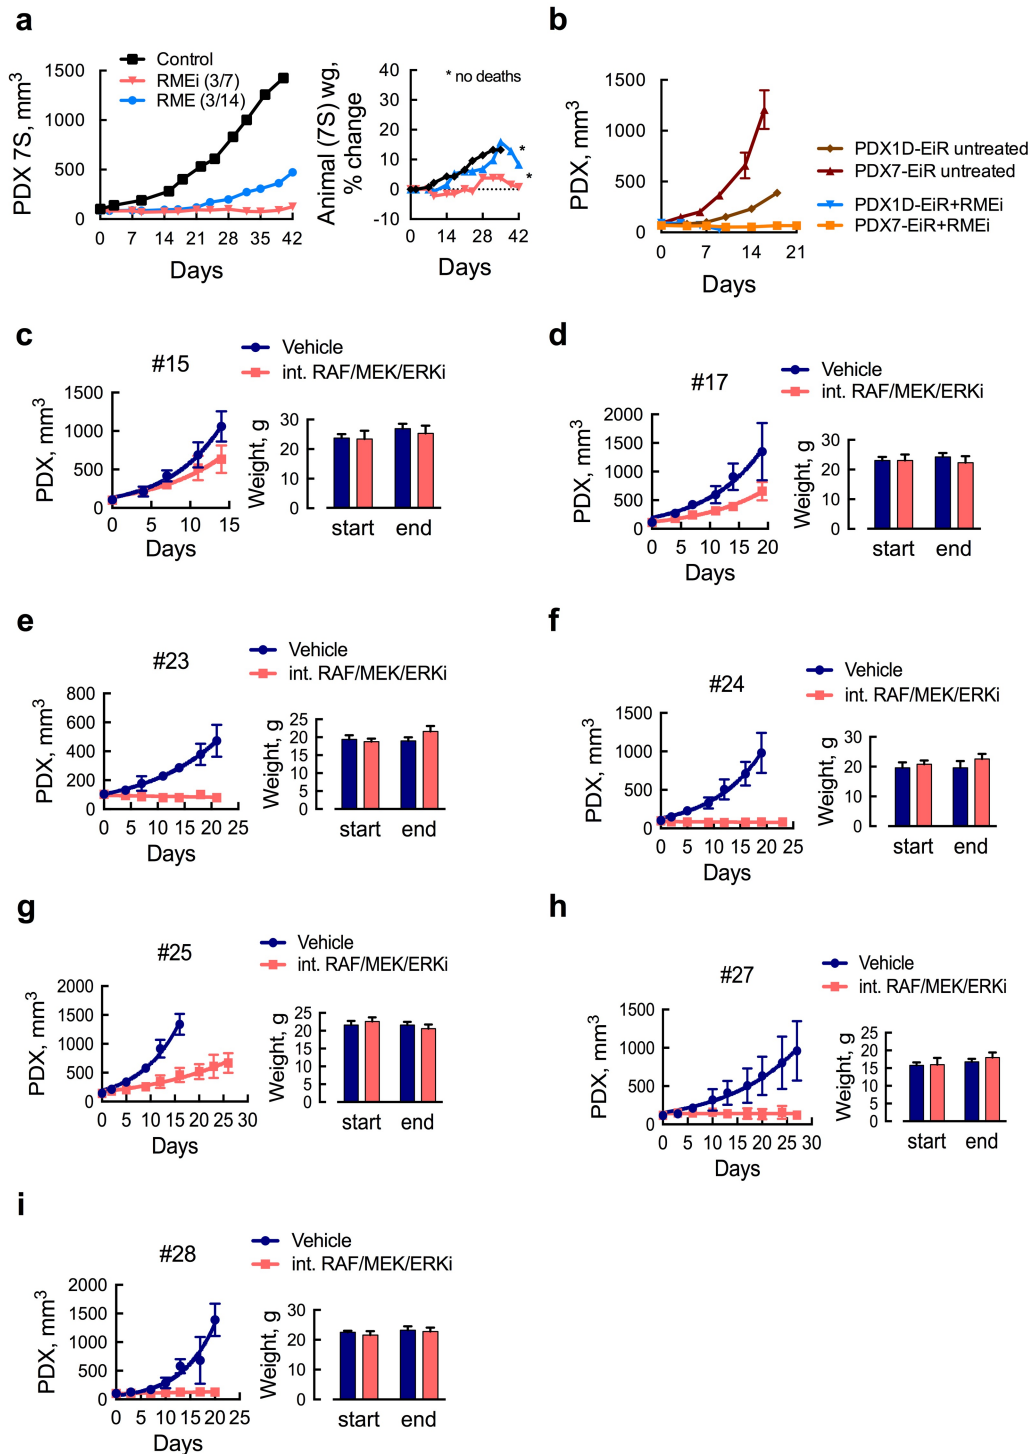 a
Control
RMEi (3/7)
RME (3/14)
PDX 7S, mm3
1500
1000
500
0
0 7 14 21 28 35 42
Days
Animal (7S) wg,
% change
* no deaths
40
30
20
10
0
-10
*
*
0 14 28 42
Days
b
PDX, mm3
1500
1000
500
0
0 7 14 21
Days
PDX1D-EiR untreated
PDX7-EiR untreated
PDX1D-EiR+RMEi
PDX7-EiR+RMEi
c
#15
Vehicle
int. RAF/MEK/ERKi
PDX, mm3
1500
1000
500
0
0 5 10 15
Days
Weight, g
30
20
10
0
start end
d
#17
Vehicle
int. RAF/MEK/ERKi
PDX, mm3
2000
1500
1000
500
0
0 5 10 15 20
Days
Weight, g
30
20
10
0
start end
e
#23
Vehicle
int. RAF/MEK/ERKi
PDX, mm3
800
600
400
200
0
0 5 10 15 20 25
Days
Weight, g
25
20
15
10
5
0
start end
f
#24
Vehicle
int. RAF/MEK/ERKi
PDX, mm3
1500
1000
500
0
0 5 10 15 20 25
Days
Weight, g
30
20
10
0
start end
g
#25
Vehicle
int. RAF/MEK/ERKi
PDX, mm3
2000
1500
1000
500
0
0 5 10 15 20 25 30
Days
Weight, g
25
20
15
10
5
0
start end
h
#27
Vehicle
int. RAF/MEK/ERKi
PDX, mm3
1500
1000
500
0
0 5 10 15 20 25 30
Days
Weight, g
25
20
15
10
5
0
start end
i
#28
Vehicle
int. RAF/MEK/ERKi
PDX, mm3
2000
1500
1000
500
0
0 5 10 15 20 25
Days
Weight, g
30
20
10
0
start end